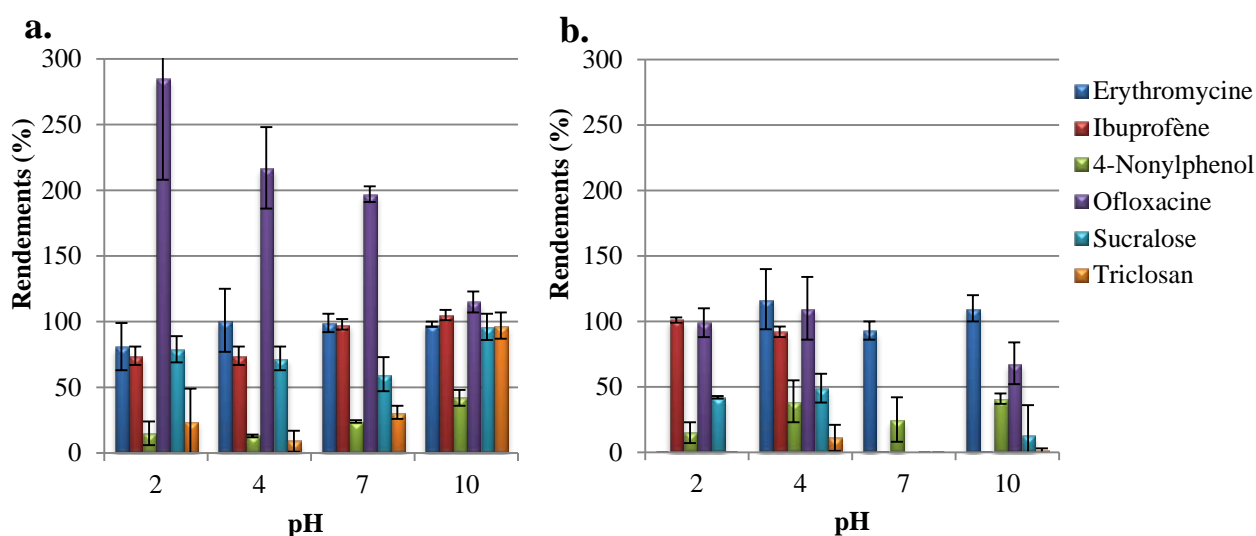 a.
Rendements (%)
300
250
200
150
100
50
0
2 4 7 10
pH
b.
Rendements (%)
300
250
200
150
100
50
0
2 4 7 10
pH
Erythromycine
Ibuprofène
4-Nonylphenol
Ofloxacine
Sucralose
Triclosan